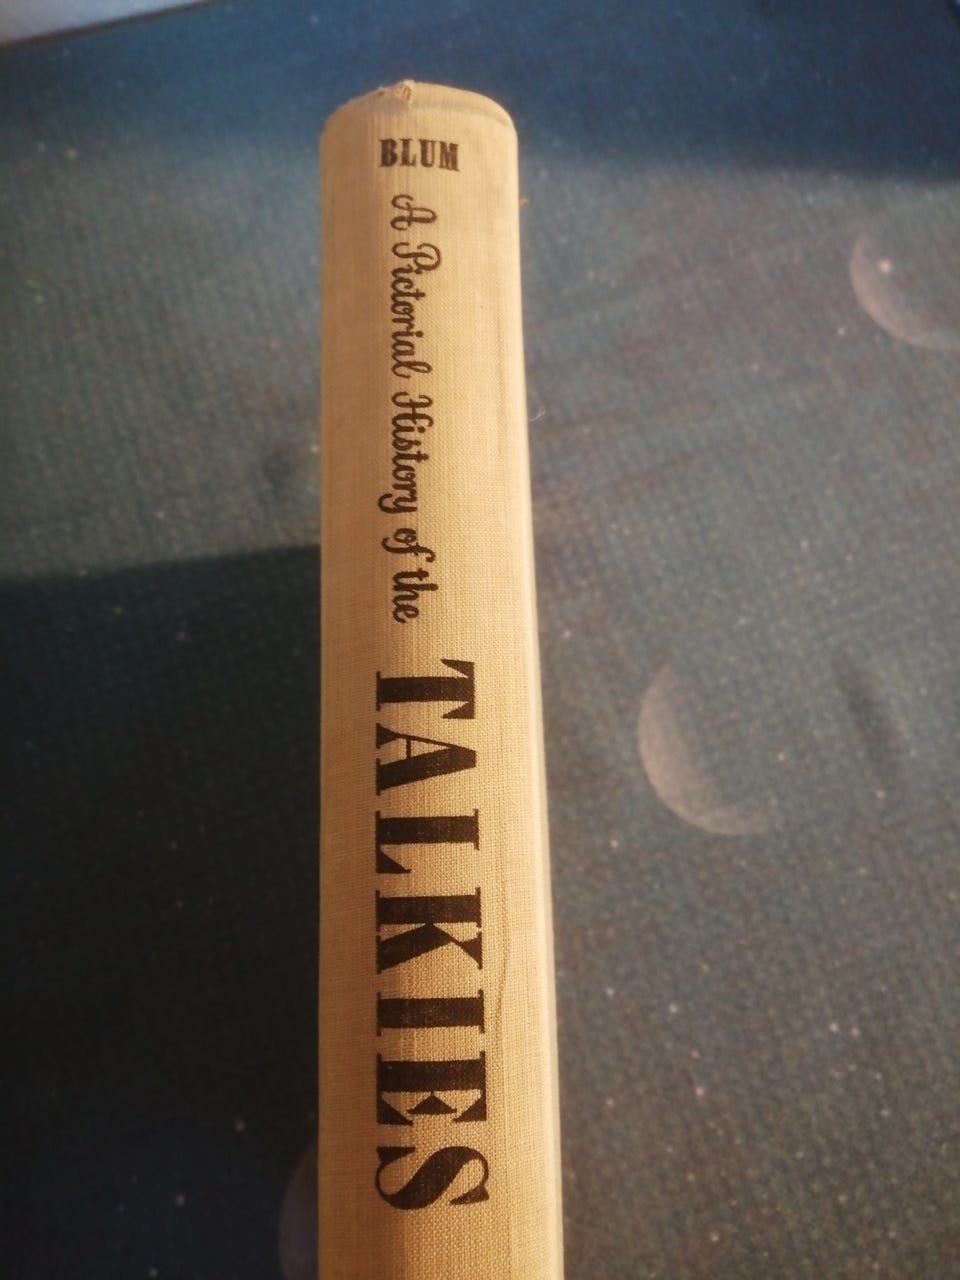 BLUM
A Pictorial History of the
TALKIES